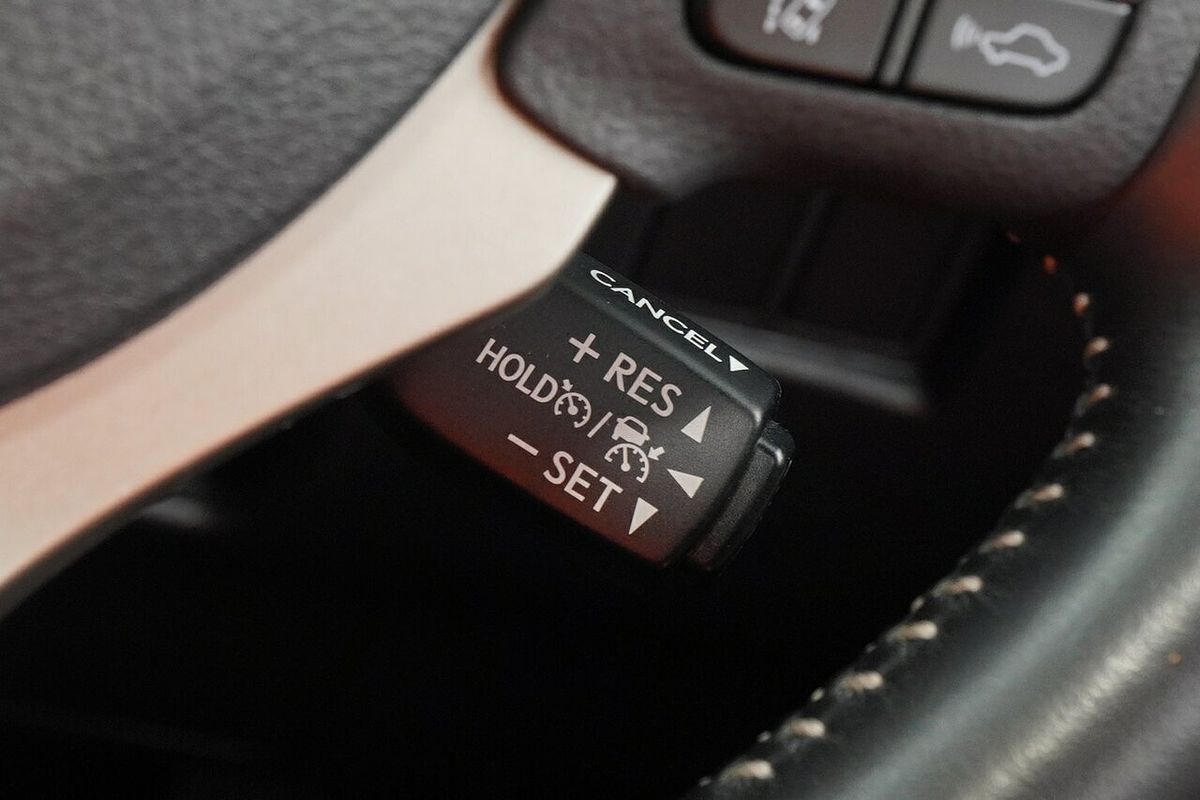 CANCEL▼
+ RES ▲
HOLD / ◀
− SET ▼